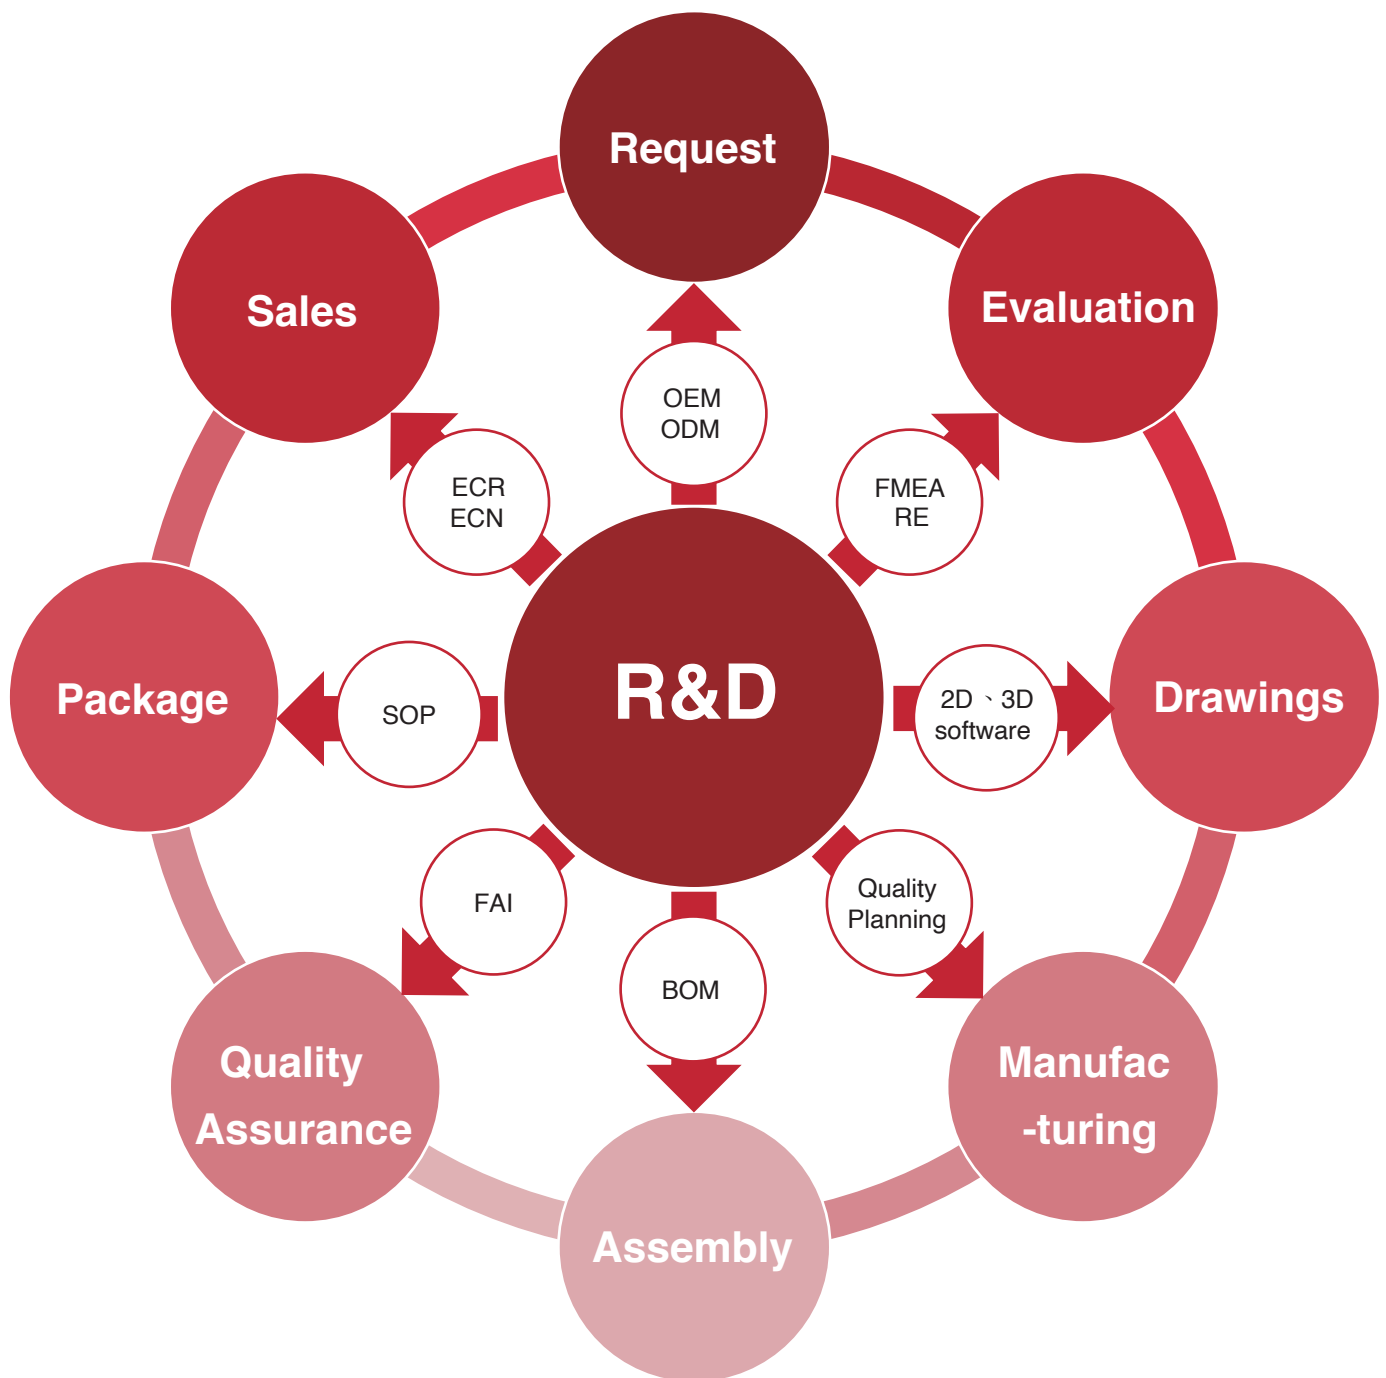 Request
Sales
Evaluation
OEM
ODM
ECR
ECN
FMEA
RE
R&D
Package
SOP
2D、3D
software
Drawings
FAI
Quality
Planning
BOM
Quality
Assurance
Manufac
-turing
Assembly